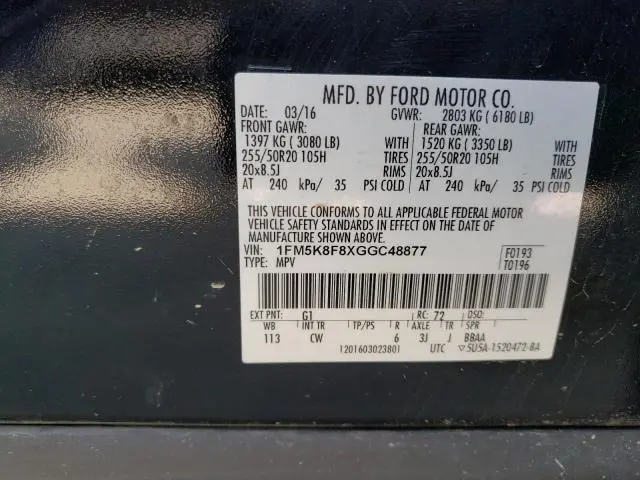 MFD. BY FORD MOTOR CO.
DATE: 03/16 GVWR: 2803 KG ( 6180 LB)
FRONT GAWR: REAR GAWR:
1397 KG ( 3080 LB) WITH 1520 KG ( 3350 LB) WITH
255/50R20 105H TIRES 255/50R20 105H TIRES
20x8.5J RIMS 20x8.5J RIMS
AT 240 kPa/ 35 PSI COLD AT 240 kPa/ 35 PSI COLD
THIS VEHICLE CONFORMS TO ALL APPLICABLE FEDERAL MOTOR
VEHICLE SAFETY STANDARDS IN EFFECT ON THE DATE OF
MANUFACTURE SHOWN ABOVE.
VIN: 1FM5K8F8XGGC48877 F0193
TYPE: MPV T0196
EXT PNT: G1 RC: 72 DSO:
WB INT TR TP/PS R AXLE TR SPR
113 CW 6 3J J BBAA
1201603023801 UTC ▽5U5A-1520472-BA